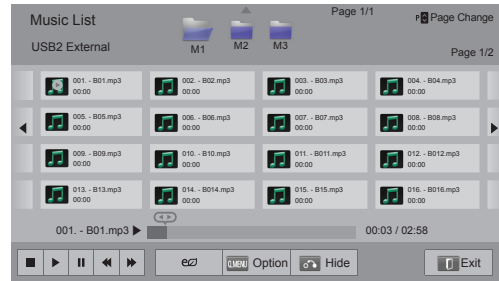 Music List
Page 1/1
P Page Change
USB2 External
M1
M2
M3
Page 1/2
001. - B01.mp3
00:00
002. - B02.mp3
00:00
003. - B03.mp3
00:00
004. - B04.mp3
00:00
005. - B05.mp3
00:00
006. - B06.mp3
00:00
007. - B07.mp3
00:00
008. - B08.mp3
00:00
009. - B09.mp3
00:00
010. - B10.mp3
00:00
011. - B011.mp3
00:00
012. - B012.mp3
00:00
013. - B13.mp3
00:00
014. - B014.mp3
00:00
015. - B15.mp3
00:00
016. - B016.mp3
00:00
001. - B01.mp3
00:03 / 02:58
Q.MENU Option
Hide
Exit